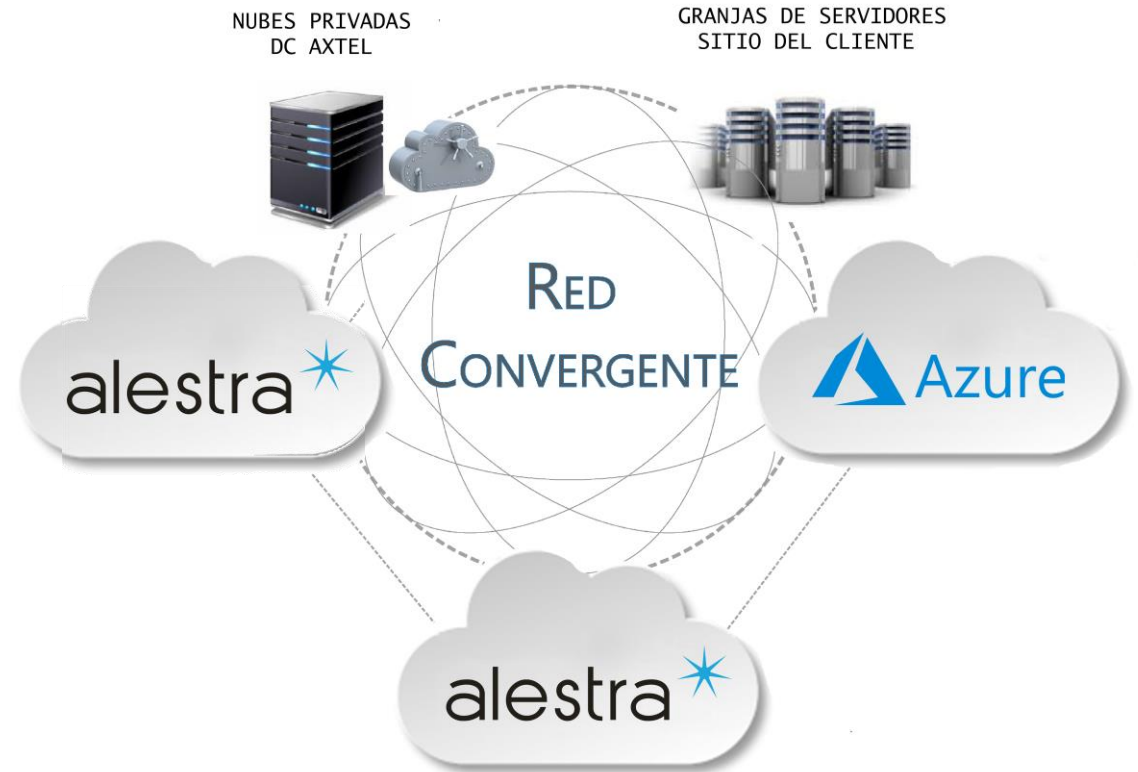 NUBES PRIVADAS
DC AXTEL
GRANJAS DE SERVIDORES
SITIO DEL CLIENTE
RED
CONVERGENTE
alestra
Azure
alestra